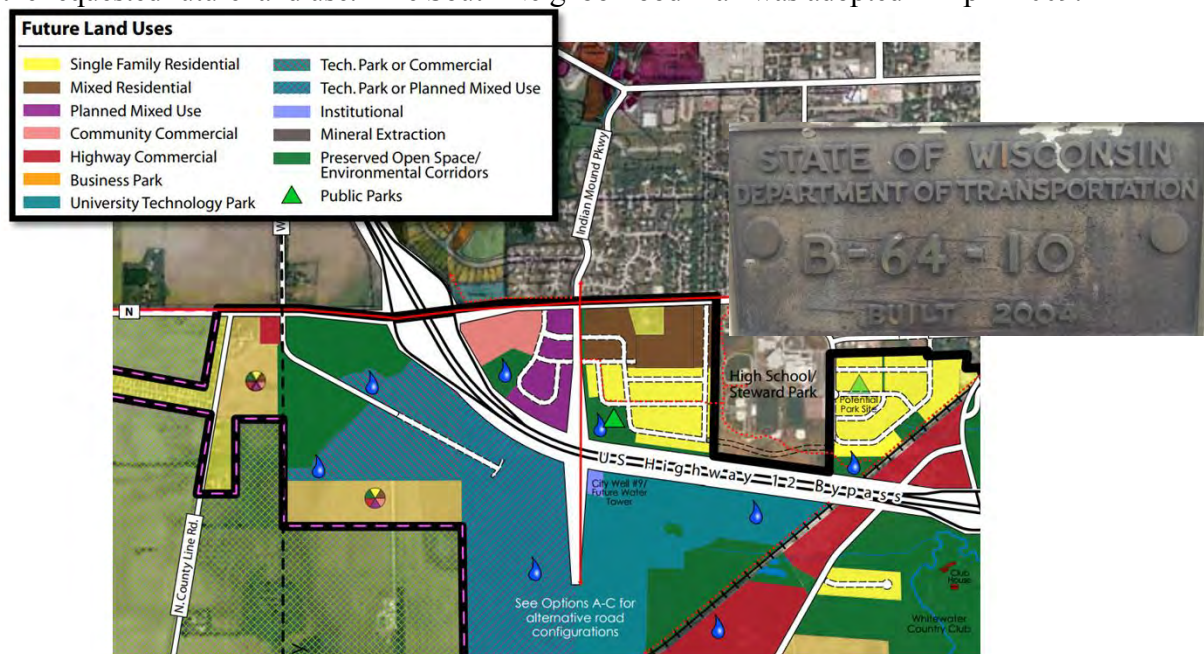 Future Land Uses
Single Family Residential
Mixed Residential
Planned Mixed Use
Community Commercial
Highway Commercial
Business Park
University Technology Park
Tech. Park or Commercial
Tech. Park or Planned Mixed Use
Institutional
Mineral Extraction
Preserved Open Space/
Environmental Corridors
Public Parks
Indian Mound Pkwy
STATE OF WISCONSIN
DEPARTMENT OF TRANSPORTATION
B-64-10
BUILT 2004
W
N
High School/
Steward Park
Potential
Park Site
US Highway 12 Bypass
City Well #9/
Future Water
Tower
N. County Line Rd.
See Options A-C for
alternative road
configurations
Club
House
Whitewater
Country Club